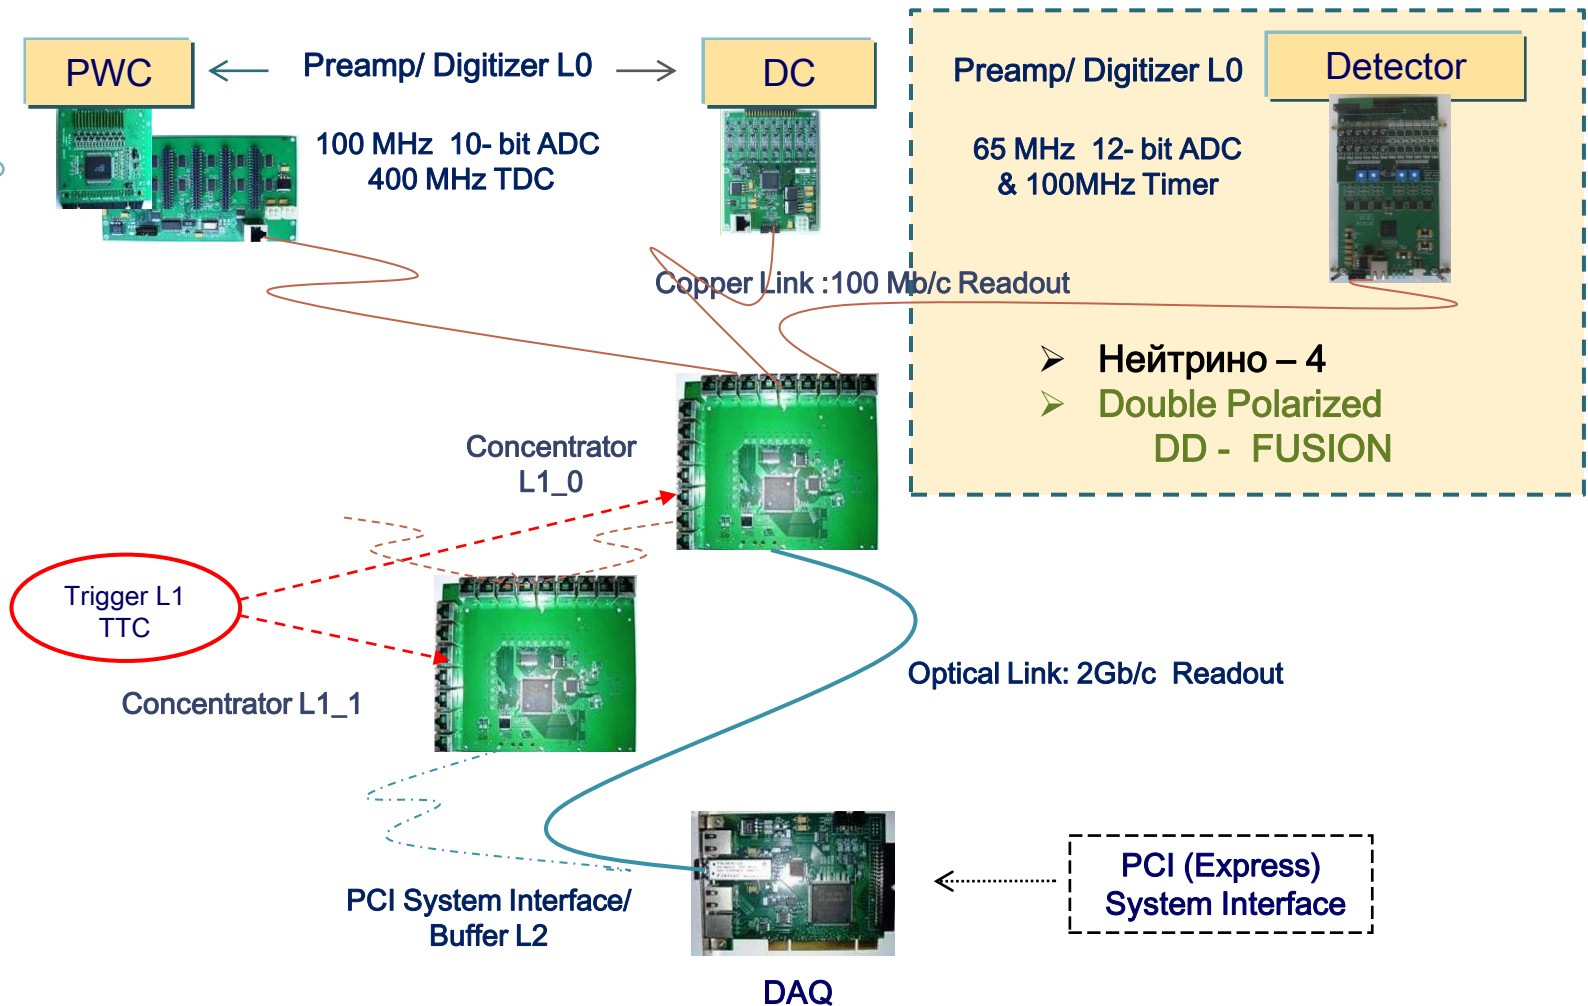 PWC
Preamp/ Digitizer L0
DC
100 MHz 10- bit ADC
400 MHz TDC
Preamp/ Digitizer L0
Detector
65 MHz 12- bit ADC
& 100MHz Timer
Copper Link :100 Mb/c Readout
Нейтрино – 4
Double Polarized
DD - FUSION
Concentrator
L1_0
Trigger L1
TTC
Concentrator L1_1
Optical Link: 2Gb/c Readout
PCI System Interface/
Buffer L2
PCI (Express)
System Interface
DAQ